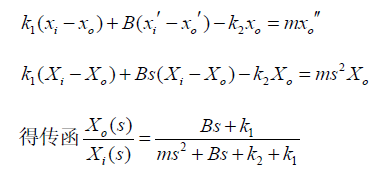 k₁(xᵢ − xₒ) + B(xᵢ′ − xₒ′) − k₂xₒ = mxₒ″
k₁(Xᵢ − Xₒ) + Bs(Xᵢ − Xₒ) − k₂Xₒ = ms²Xₒ
得传函 Xₒ(s)/Xᵢ(s) = (Bs + k₁)/(ms² + Bs + k₂ + k₁)